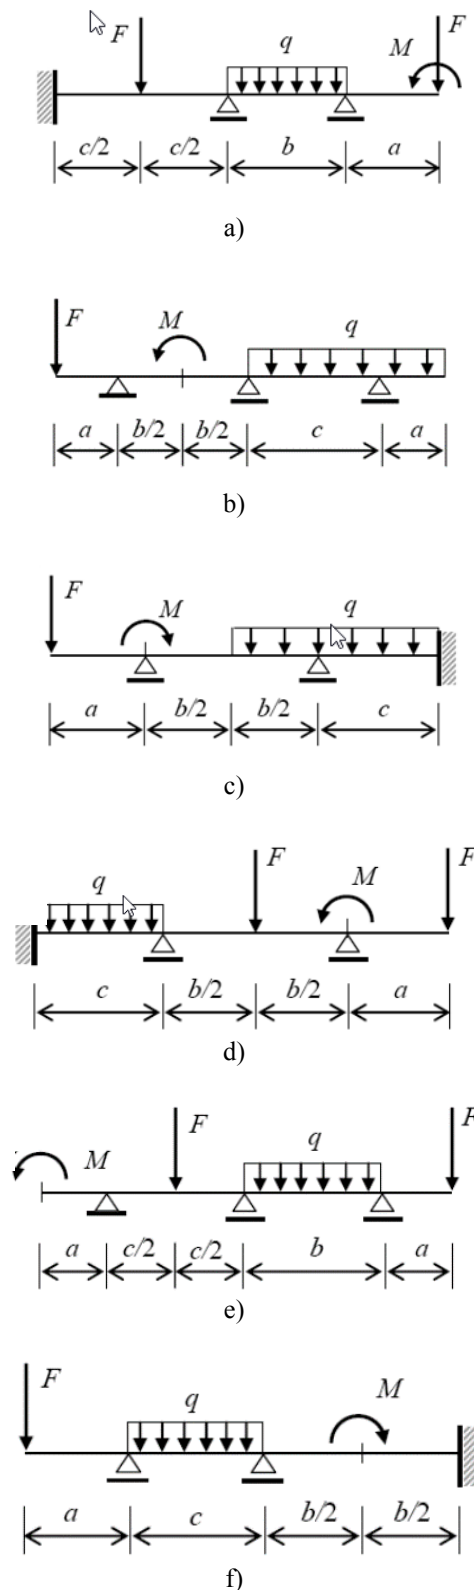 F q M F
c/2 c/2 b a
a)
F M q
a b/2 b/2 c a
b)
F M q
a b/2 b/2 c
c)
q F M F
c b/2 b/2 a
d)
M F q F
a c/2 c/2 b a
e)
F q M
a c b/2 b/2
f)